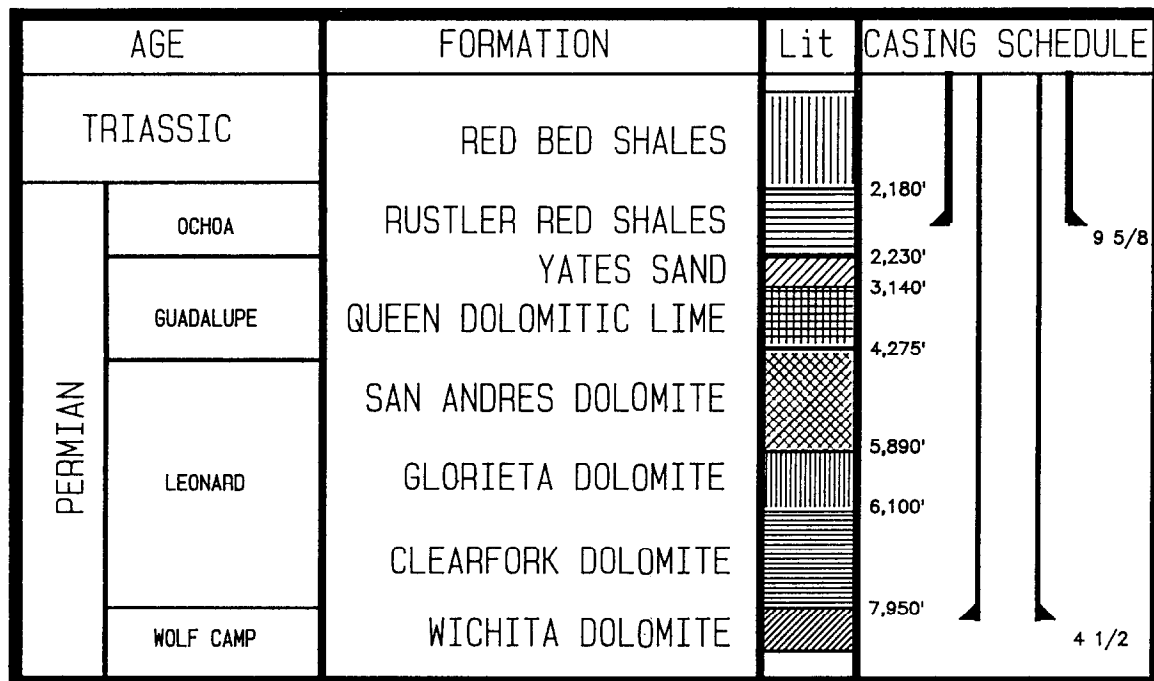 AGE FORMATION Lit CASING SCHEDULE
TRIASSIC
RED BED SHALES
2,180'
OCHOA
RUSTLER RED SHALES
9 5/8
2,230'
YATES SAND
3,140'
GUADALUPE
QUEEN DOLOMITIC LIME
4,275'
PERMIAN
SAN ANDRES DOLOMITE
5,890'
LEONARD
GLORIETA DOLOMITE
6,100'
CLEARFORK DOLOMITE
7,950'
WOLF CAMP
WICHITA DOLOMITE
4 1/2